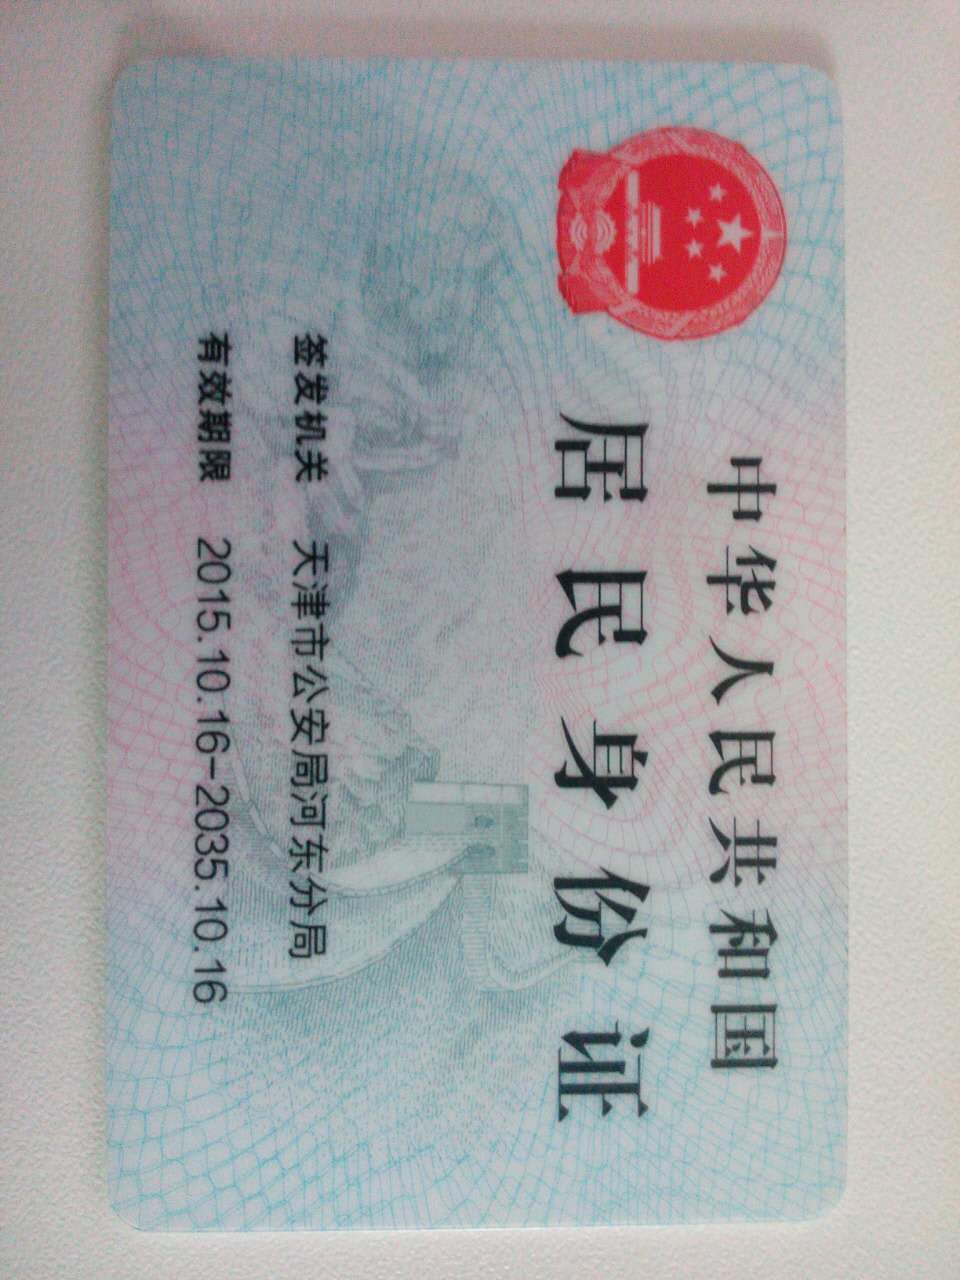 中华人民共和国
居民身份证
签发机关 天津市公安局河东分局
有效期限 2015.10.16-2035.10.16